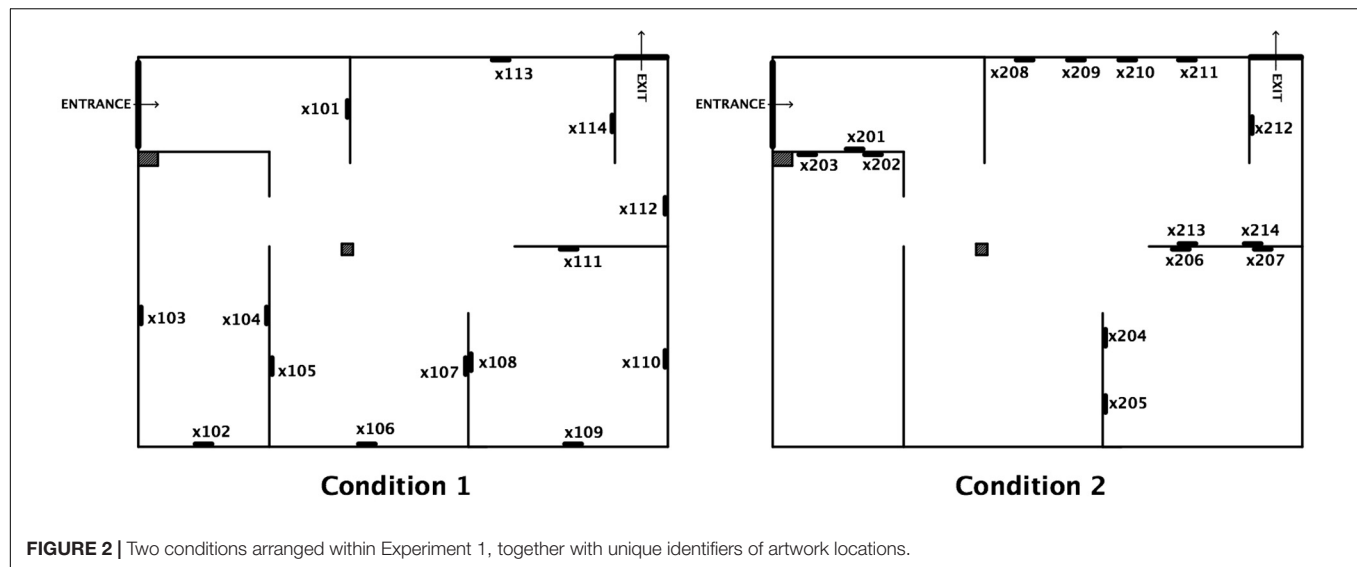 ENTRANCE
x101
x113
EXIT
x114
x112
x111
x103
x104
x105
x107
x108
x110
x102
x106
x109
Condition 1
ENTRANCE
x208
x209
x210
x211
EXIT
x201
x203
x202
x212
x213
x214
x206
x207
x204
x205
Condition 2
FIGURE 2 | Two conditions arranged within Experiment 1, together with unique identifiers of artwork locations.